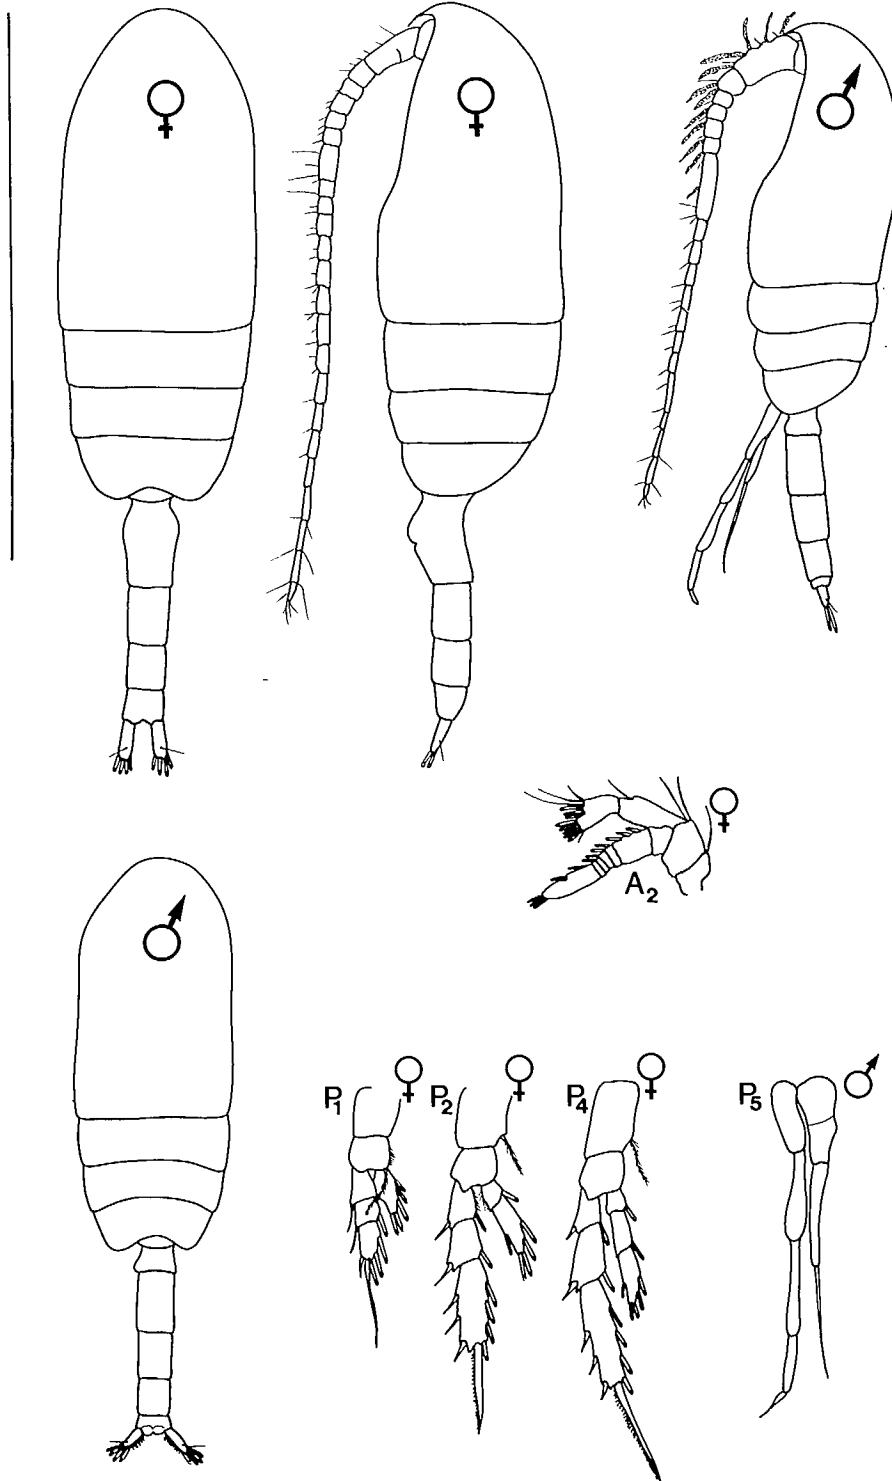 ♀ ♀ ♂
♀
A₂
♂
P₁ ♀ P₂ ♀ P₄ ♀ P₅ ♂